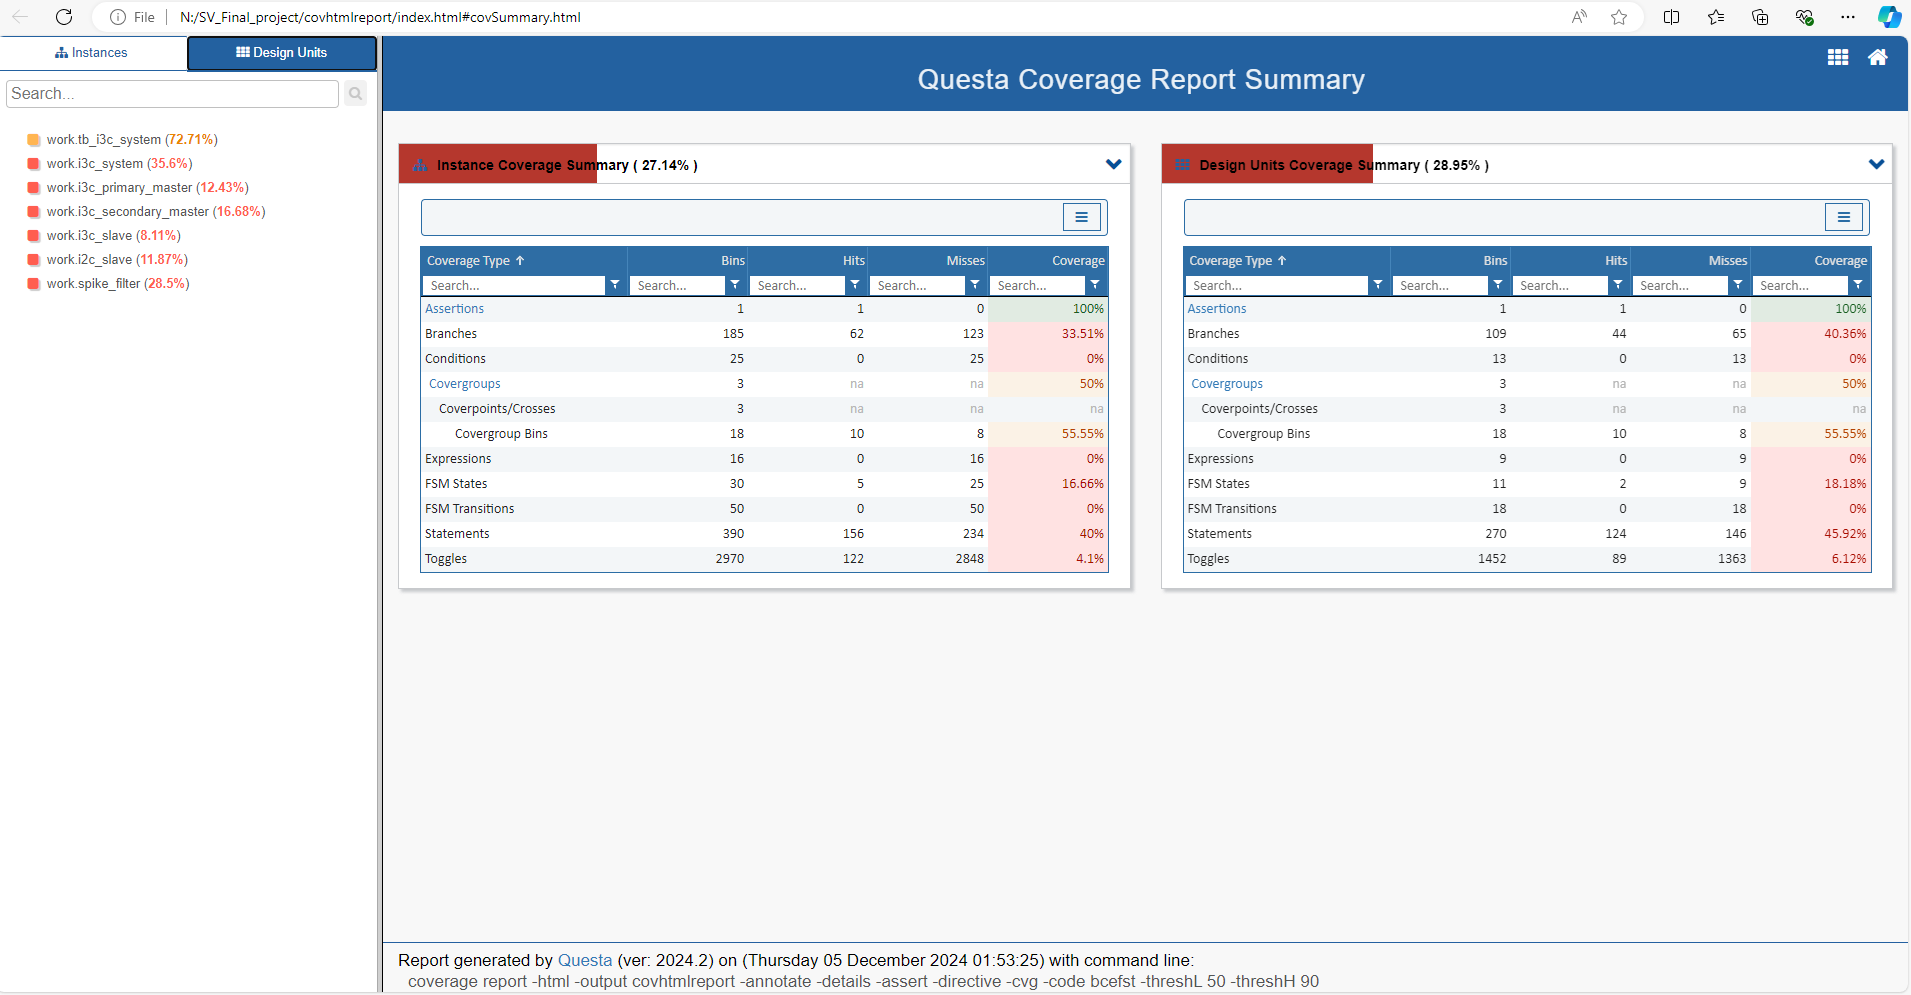 File N:/SV_Final_project/covhtmlreport/index.html#covSummary.html
Instances Design Units
Search...
work.tb_i3c_system (72.71%)
work.i3c_system (35.6%)
work.i3c_primary_master (12.43%)
work.i3c_secondary_master (16.68%)
work.i3c_slave (8.11%)
work.i2c_slave (11.87%)
work.spike_filter (28.5%)
Questa Coverage Report Summary
Instance Coverage Summary ( 27.14% )
Coverage Type ↑ Bins Hits Misses Coverage
Search... Search... Search... Search... Search...
Assertions 1 1 0 100%
Branches 185 62 123 33.51%
Conditions 25 0 25 0%
Covergroups 3 na na 50%
Coverpoints/Crosses 3 na na na
Covergroup Bins 18 10 8 55.55%
Expressions 16 0 16 0%
FSM States 30 5 25 16.66%
FSM Transitions 50 0 50 0%
Statements 390 156 234 40%
Toggles 2970 122 2848 4.1%
Design Units Coverage Summary ( 28.95% )
Coverage Type ↑ Bins Hits Misses Coverage
Search... Search... Search... Search... Search...
Assertions 1 1 0 100%
Branches 109 44 65 40.36%
Conditions 13 0 13 0%
Covergroups 3 na na 50%
Coverpoints/Crosses 3 na na na
Covergroup Bins 18 10 8 55.55%
Expressions 9 0 9 0%
FSM States 11 2 9 18.18%
FSM Transitions 18 0 18 0%
Statements 270 124 146 45.92%
Toggles 1452 89 1363 6.12%
Report generated by Questa (ver: 2024.2) on (Thursday 05 December 2024 01:53:25) with command line:
coverage report -html -output covhtmlreport -annotate -details -assert -directive -cvg -code bcefst -threshL 50 -threshH 90